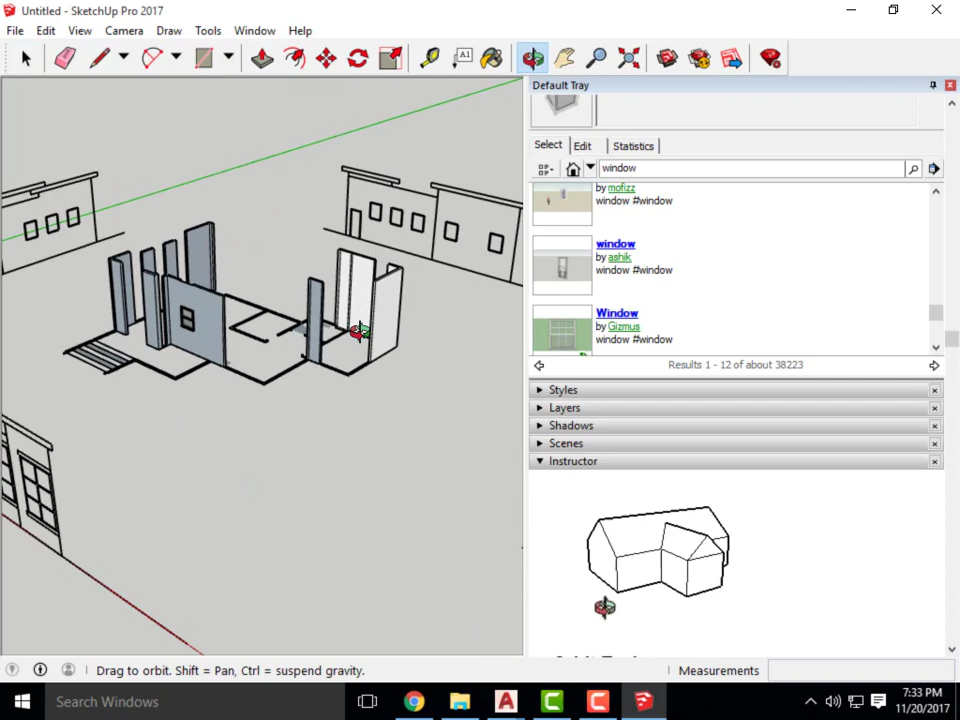 Untitled - SketchUp Pro 2017
File Edit View Camera Draw Tools Window Help
A1
Default Tray
Select Edit Statistics
window
by mofizz
window #window
window
by ashik
window #window
Window
by Gizmus
window #window
Results 1 - 12 of about 38223
Styles
Layers
Shadows
Scenes
Instructor
Drag to orbit. Shift = Pan, Ctrl = suspend gravity.
Measurements
Search Windows
7:33 PM
11/20/2017